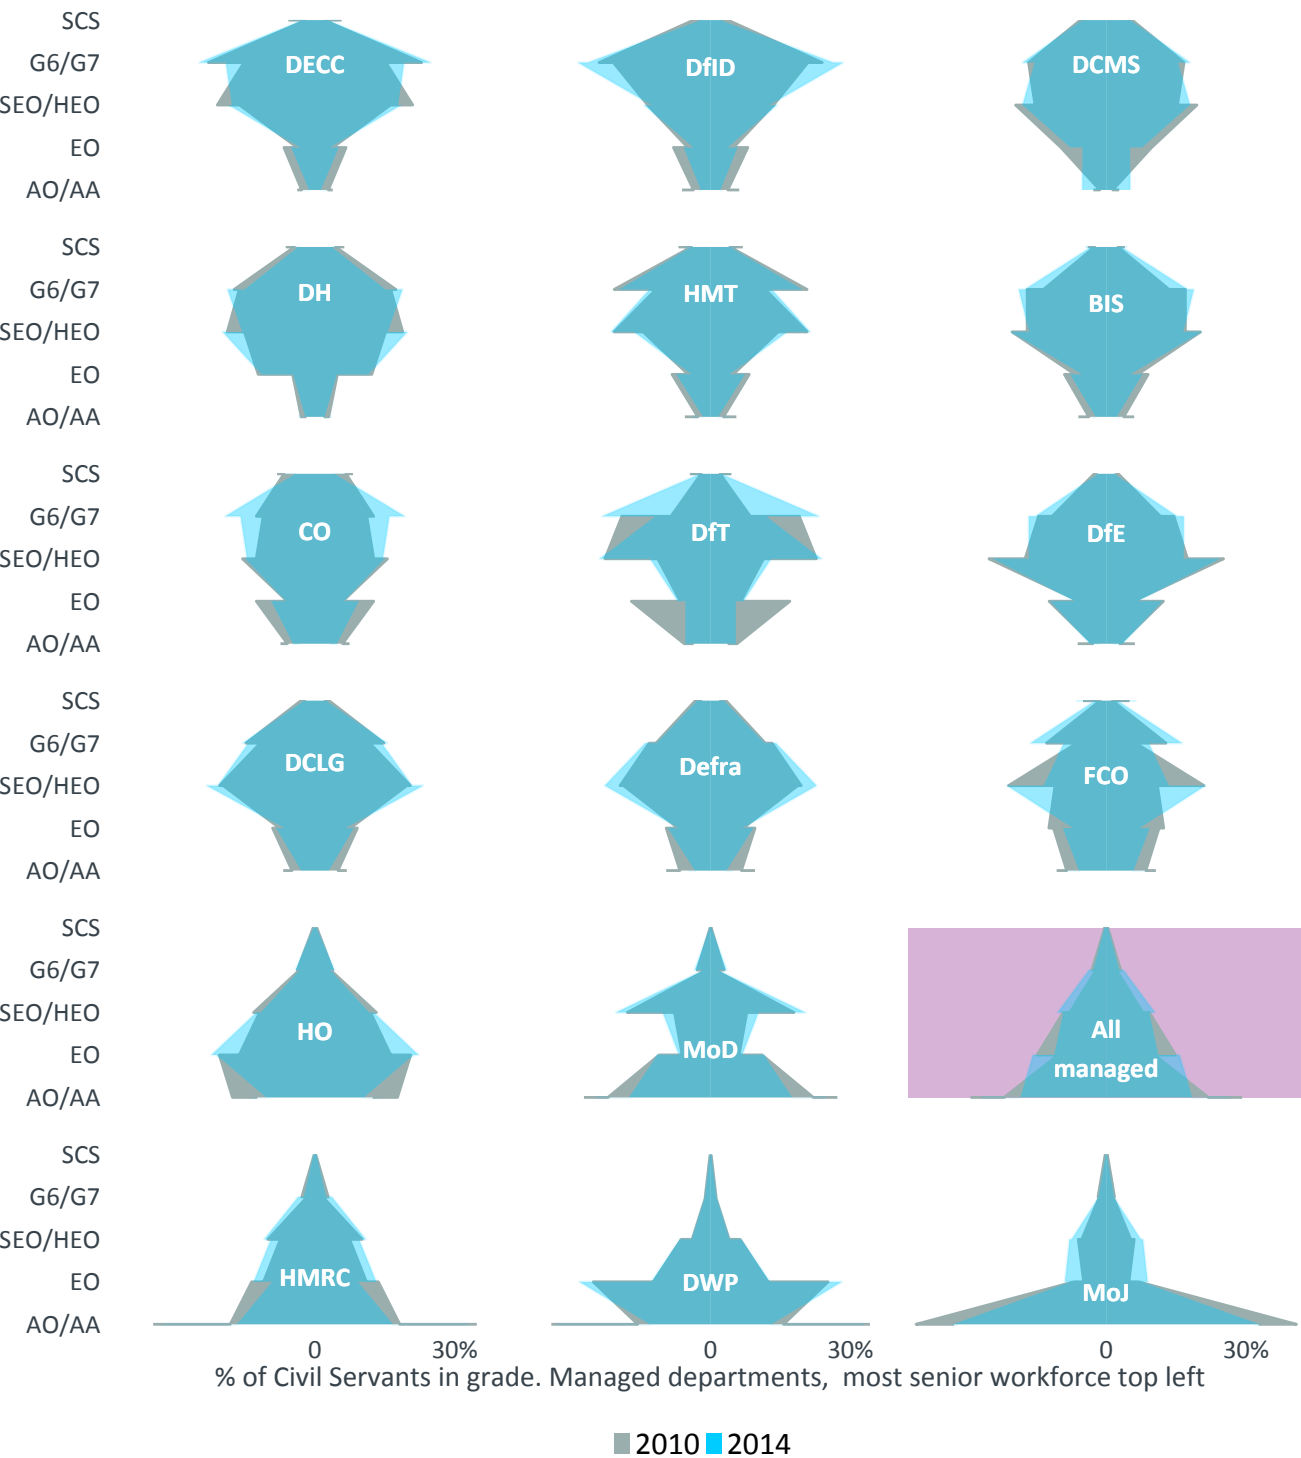 SCS
G6/G7
SEO/HEO
EO
AO/AA
DECC
DfID
DCMS
SCS
G6/G7
SEO/HEO
EO
AO/AA
DH
HMT
BIS
SCS
G6/G7
SEO/HEO
EO
AO/AA
CO
DfT
DfE
SCS
G6/G7
SEO/HEO
EO
AO/AA
DCLG
Defra
FCO
SCS
G6/G7
SEO/HEO
EO
AO/AA
HO
MoD
All
managed
SCS
G6/G7
SEO/HEO
EO
AO/AA
HMRC
DWP
MoJ
0 30% 0 30% 0 30%
% of Civil Servants in grade. Managed departments, most senior workforce top left
2010 2014